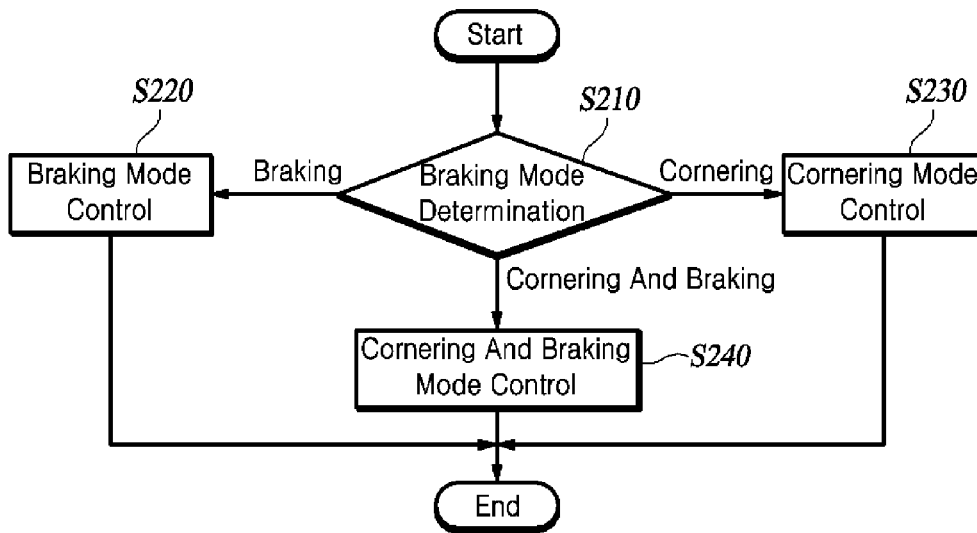 Start
S220
S210
S230
Braking Mode
Control
Braking
Braking Mode
Determination
Cornering
Cornering Mode
Control
Cornering And Braking
Cornering And Braking
Mode Control
S240
End